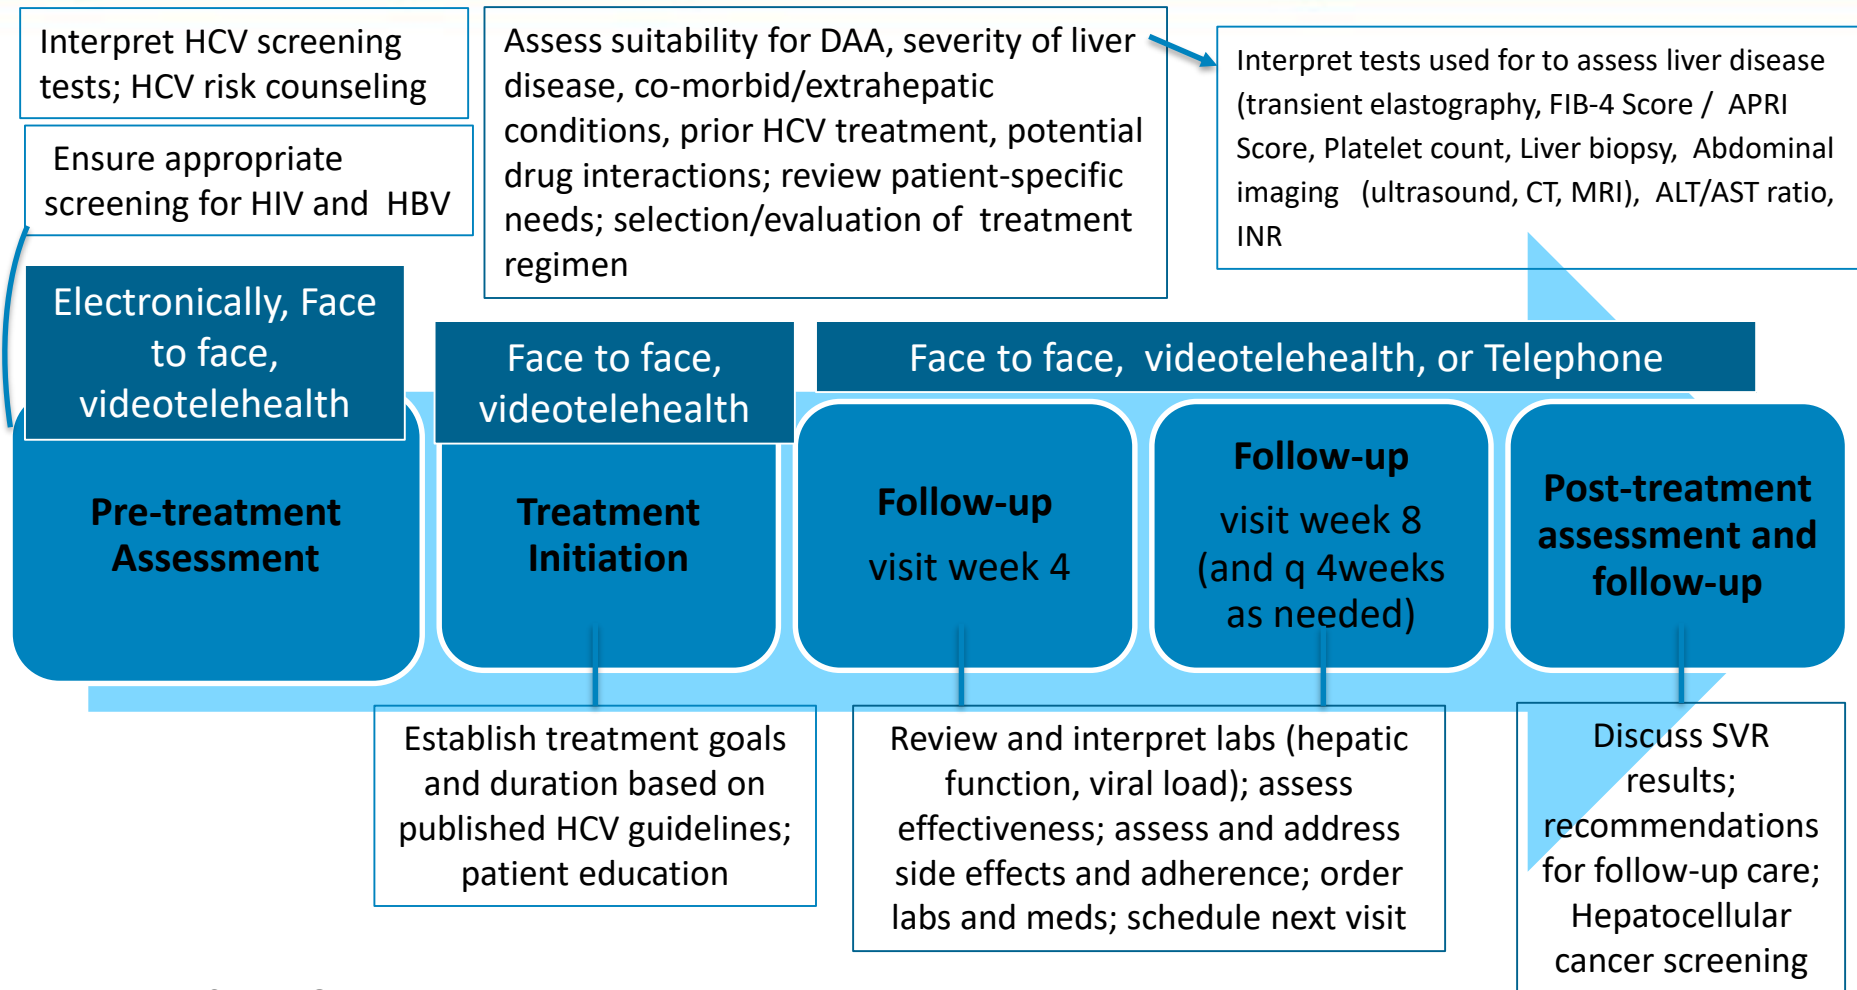 Interpret HCV screening
tests; HCV risk counseling
Ensure appropriate
screening for HIV and  HBV
Assess suitability for DAA, severity of liver
disease, co-morbid/extrahepatic
conditions, prior HCV treatment, potential
drug interactions; review patient-specific
needs; selection/evaluation of  treatment
regimen
Interpret tests used for to assess liver disease
(transient elastography, FIB-4 Score /  APRI
Score, Platelet count, Liver biopsy,  Abdominal
imaging  (ultrasound, CT, MRI),  ALT/AST ratio,
INR
Electronically, Face
to face,
videotelehealth
Face to face,
videotelehealth
Face to face,  videotelehealth, or Telephone
Pre-treatment
Assessment
Treatment
Initiation
Follow-up
visit week 4
Follow-up
visit week 8
(and q 4weeks
as needed)
Post-treatment
assessment and
follow-up
Establish treatment goals
and duration based on
published HCV guidelines;
patient education
Review and interpret labs (hepatic
function, viral load); assess
effectiveness; assess and address
side effects and adherence; order
labs and meds; schedule next visit
Discuss SVR
results;
recommendations
for follow-up care;
Hepatocellular
cancer screening